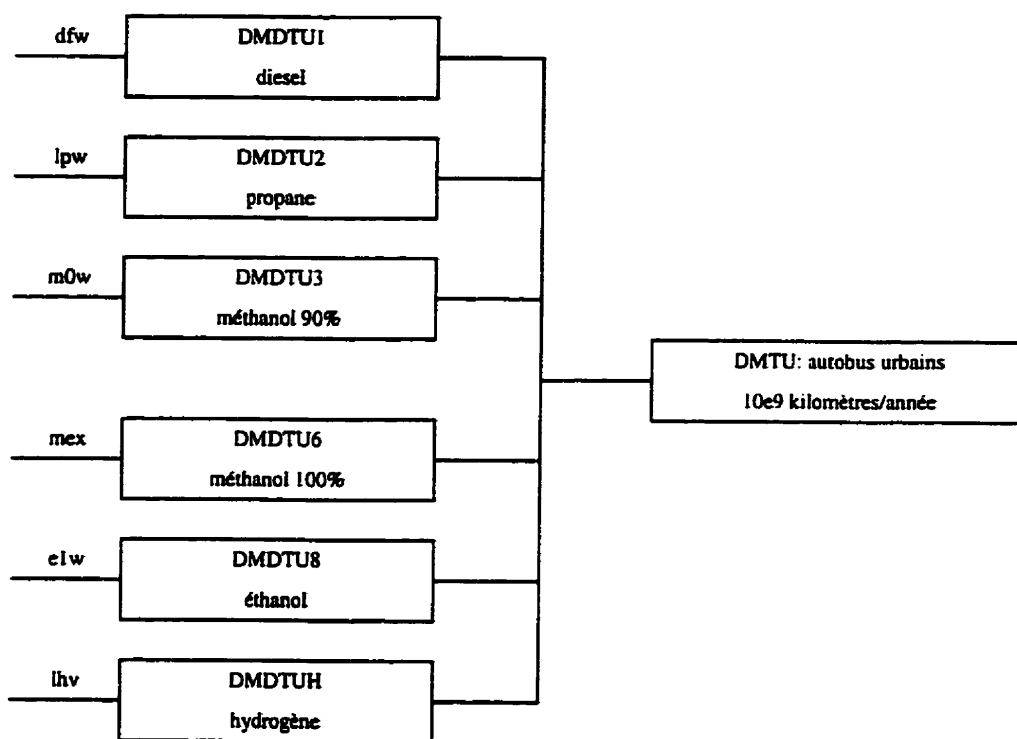 dfw
DMDTU1
diesel
lpw
DMDTU2
propane
m0w
DMDTU3
méthanol 90%
DMTU: autobus urbains
10e9 kilomètres/année
mex
DMDTU6
méthanol 100%
e1w
DMDTU8
éthanol
lhv
DMDTUH
hydrogène